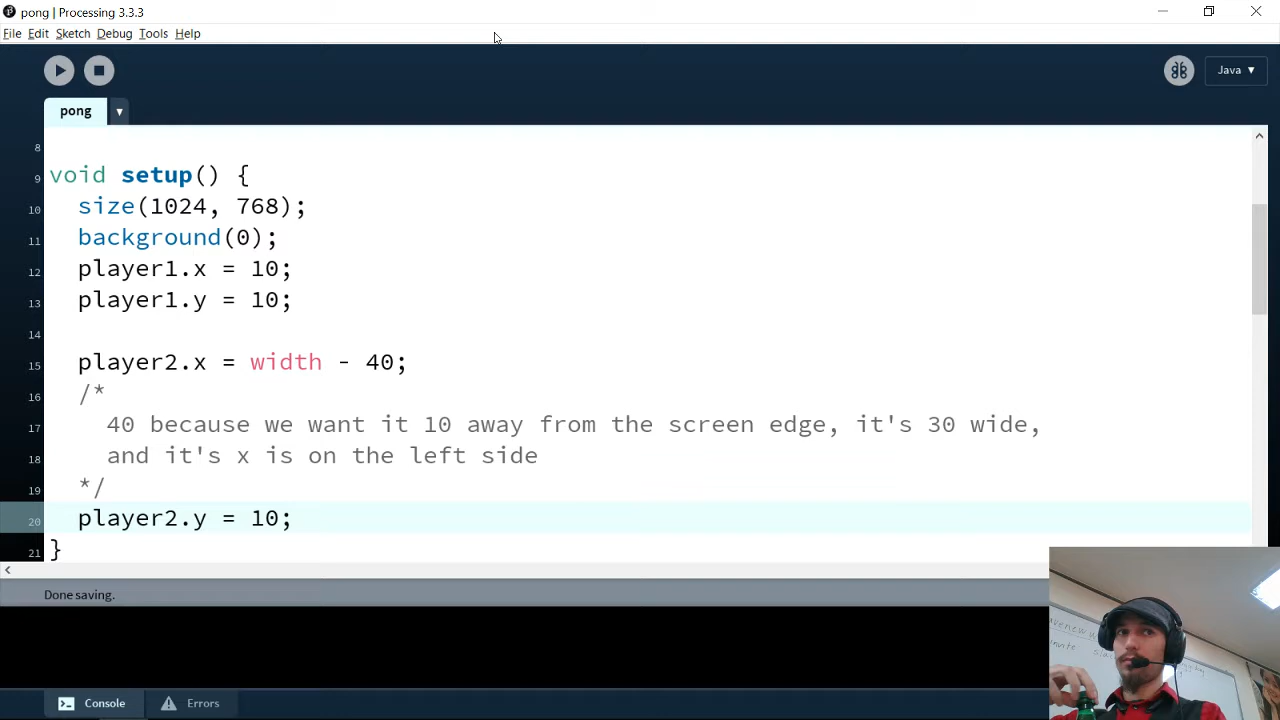 pong | Processing 3.3.3
File Edit Sketch Debug Tools Help
Java ▾
pong ▾
8
9 void setup() {
10 size(1024, 768);
11 background(0);
12 player1.x = 10;
13 player1.y = 10;
14
15 player2.x = width - 40;
16 /*
17 40 because we want it 10 away from the screen edge, it's 30 wide,
18 and it's x is on the left side
19 */
20 player2.y = 10;
21 }
Done saving.
Console Errors